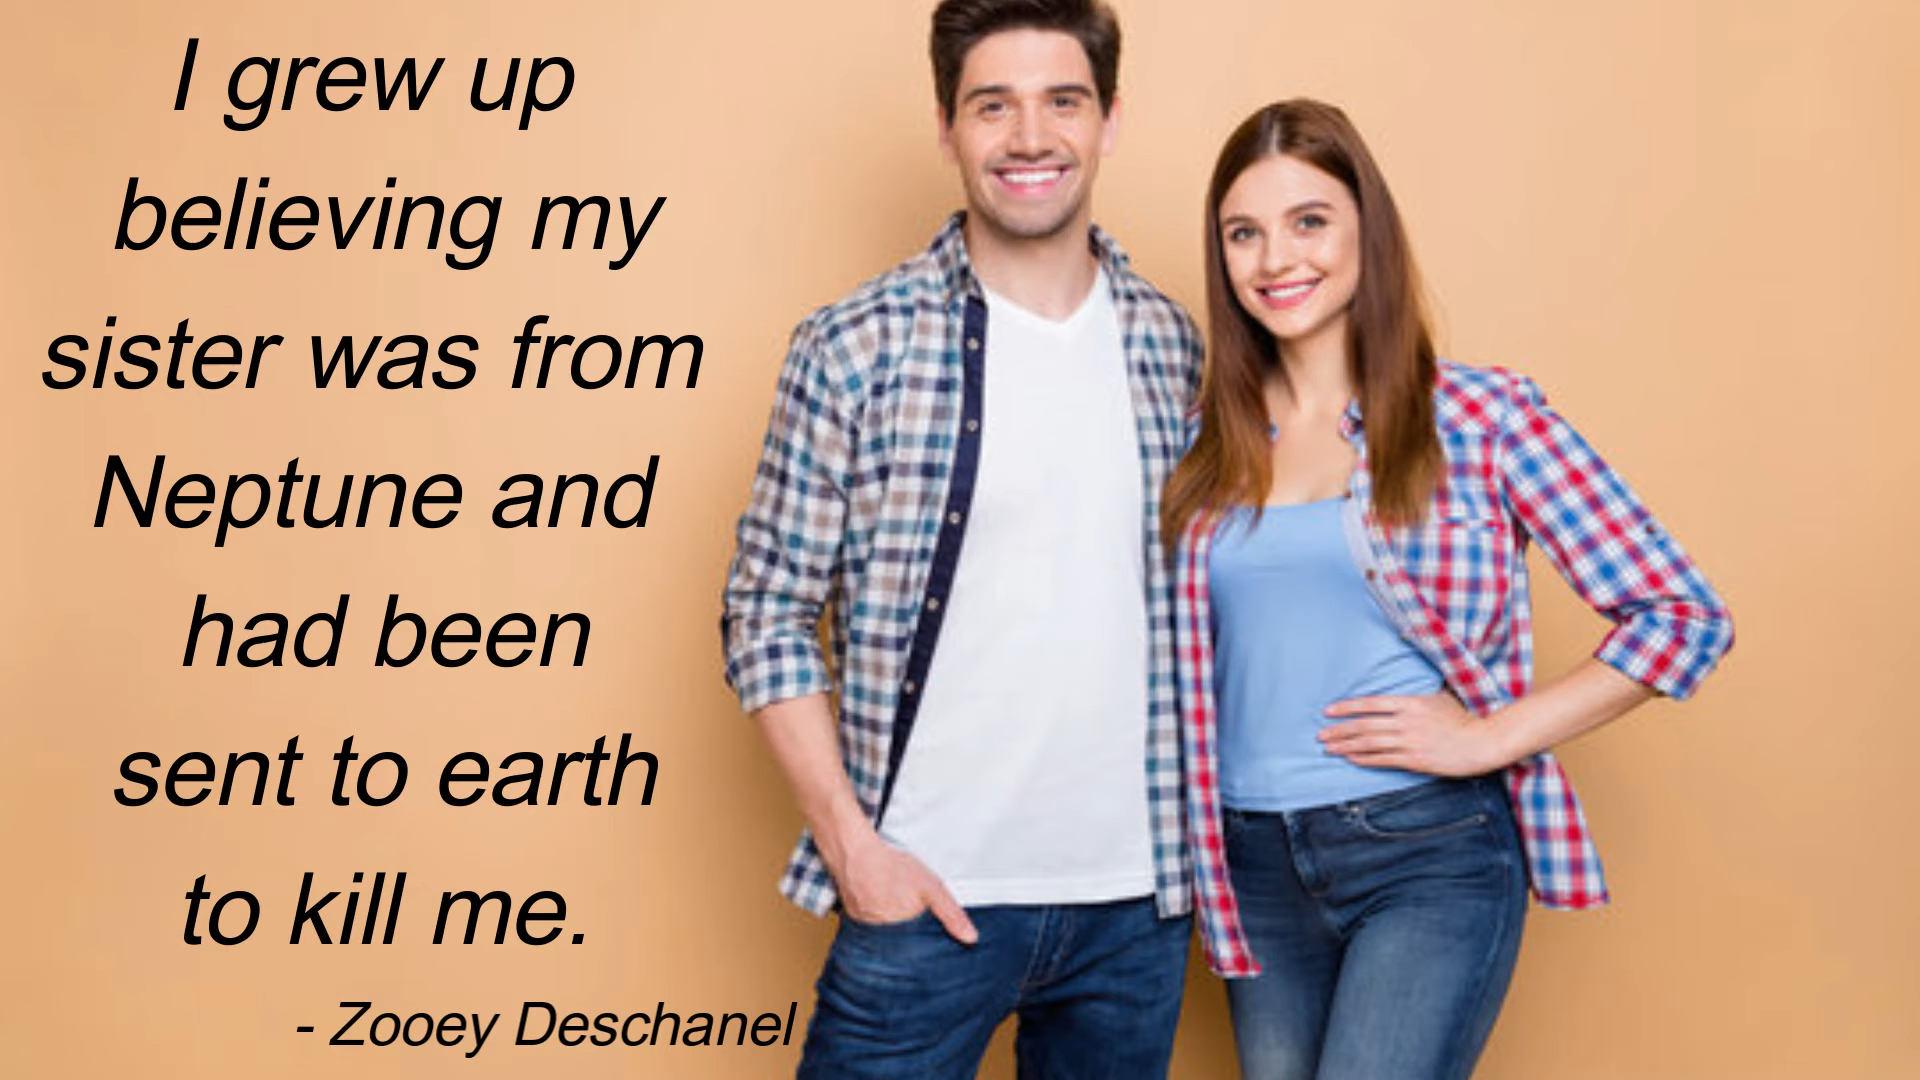 I grew up
believing my
sister was from
Neptune and
had been
sent to earth
to kill me.
- Zooey Deschanel